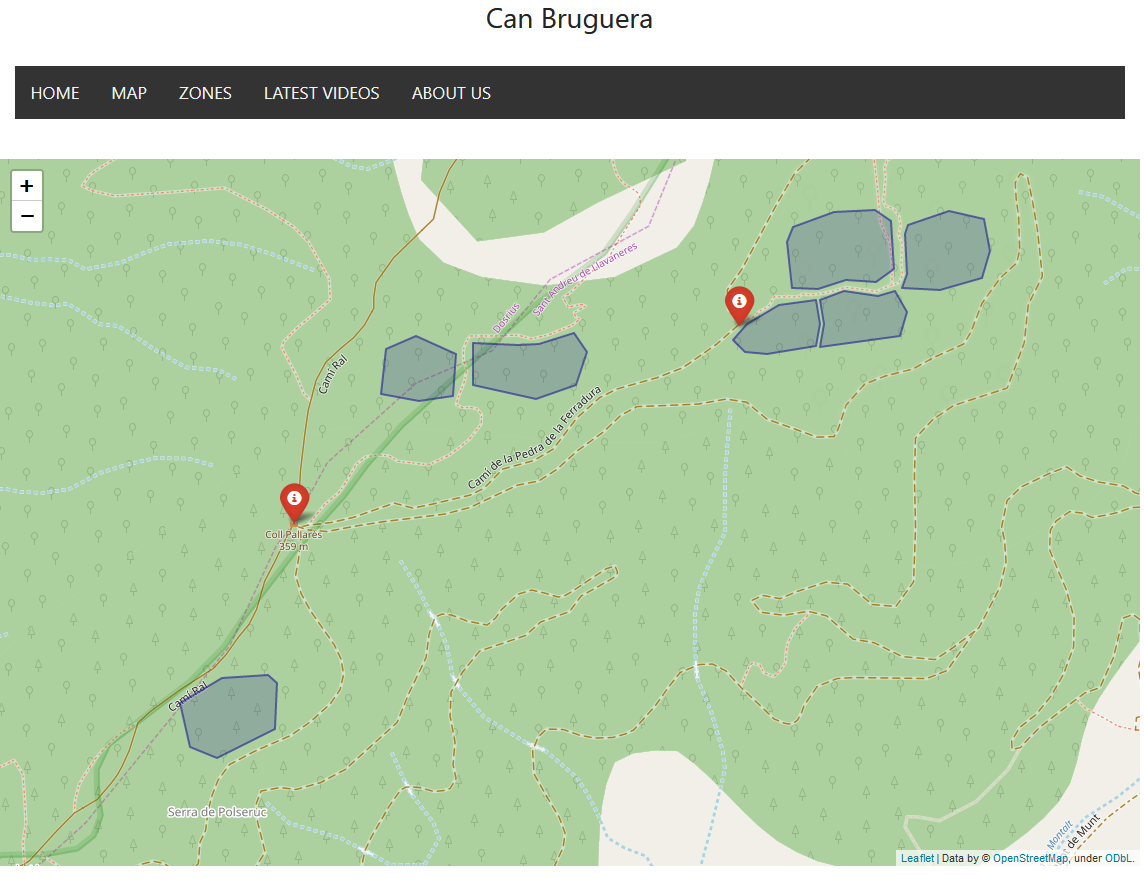 Can Bruguera
HOME MAP ZONES LATEST VIDEOS ABOUT US
+
−
Sant Andreu de Llavaneres
Dosrius
Camí Ral
Camí de la Pedra de la Ferradura
Coll Pallarès
359 m
Camí Ral
Serra de Polseruc
Montalt
de Munt
Leaflet | Data by © OpenStreetMap, under ODbL.